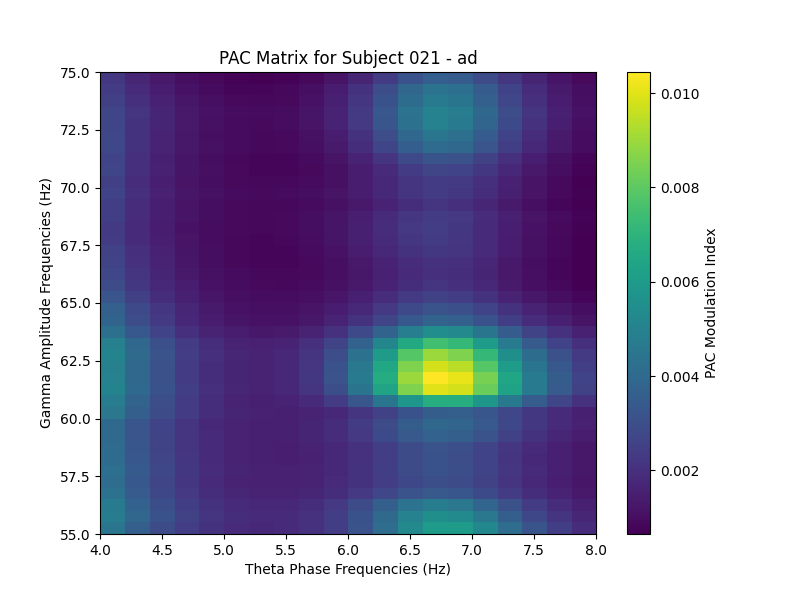 PAC Matrix for Subject 021 - ad
75.0
72.5
70.0
67.5
65.0
62.5
60.0
57.5
55.0
Gamma Amplitude Frequencies (Hz)
4.0 4.5 5.0 5.5 6.0 6.5 7.0 7.5 8.0
Theta Phase Frequencies (Hz)
0.010
0.008
0.006
0.004
0.002
PAC Modulation Index